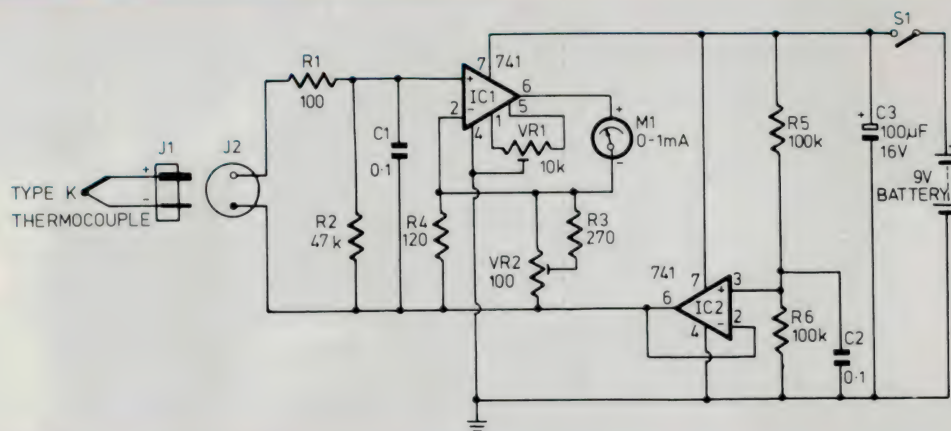 S1
R1
100
7
741
6
2
+
-
IC1
5
1
4
VR1
10k
+
M1
0-1mA
-
C1
0·1
R5
100k
+
C3
100µF
16V
+
9V
BATTERY
-
J1
J2
+
TYPE K
-
THERMOCOUPLE
R2
47k
R4
120
R3
270
VR2
100
741
7
3
+
6
IC2
2
-
4
R6
100k
C2
0·1